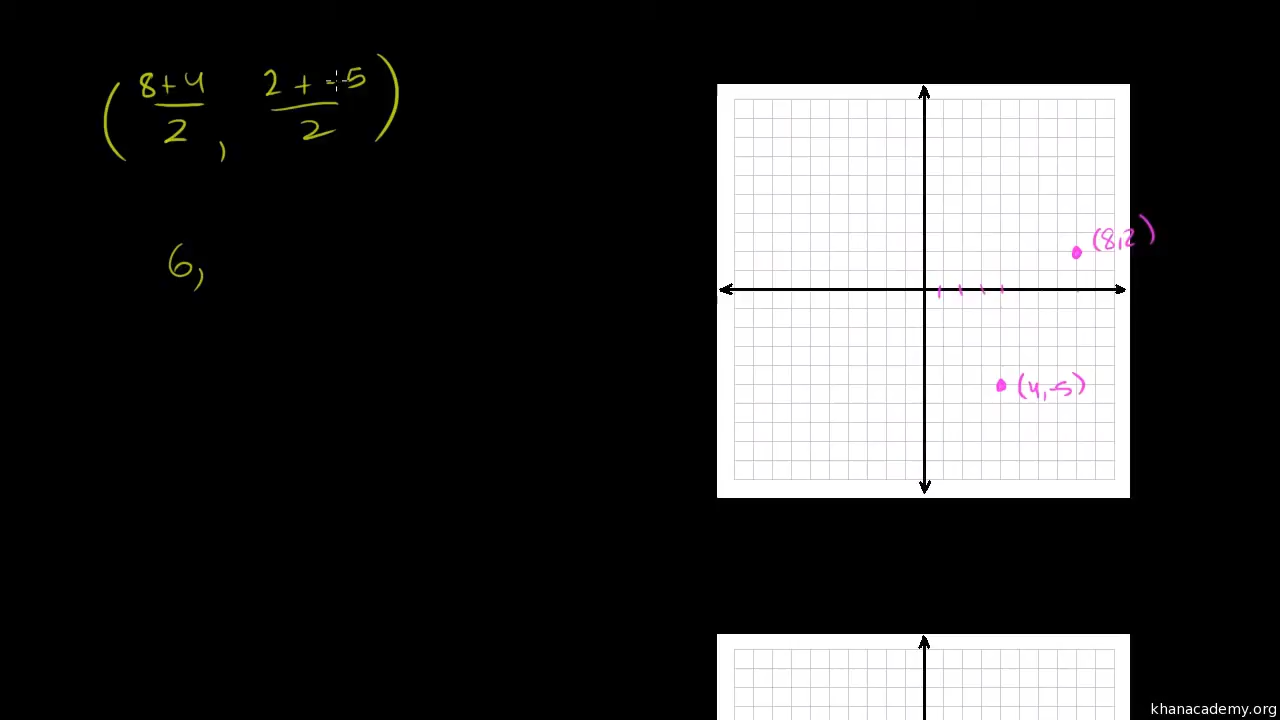 (8+4/2, 2+-5/2)
(8,2)
6,
(4,-5)
khanacademy.org